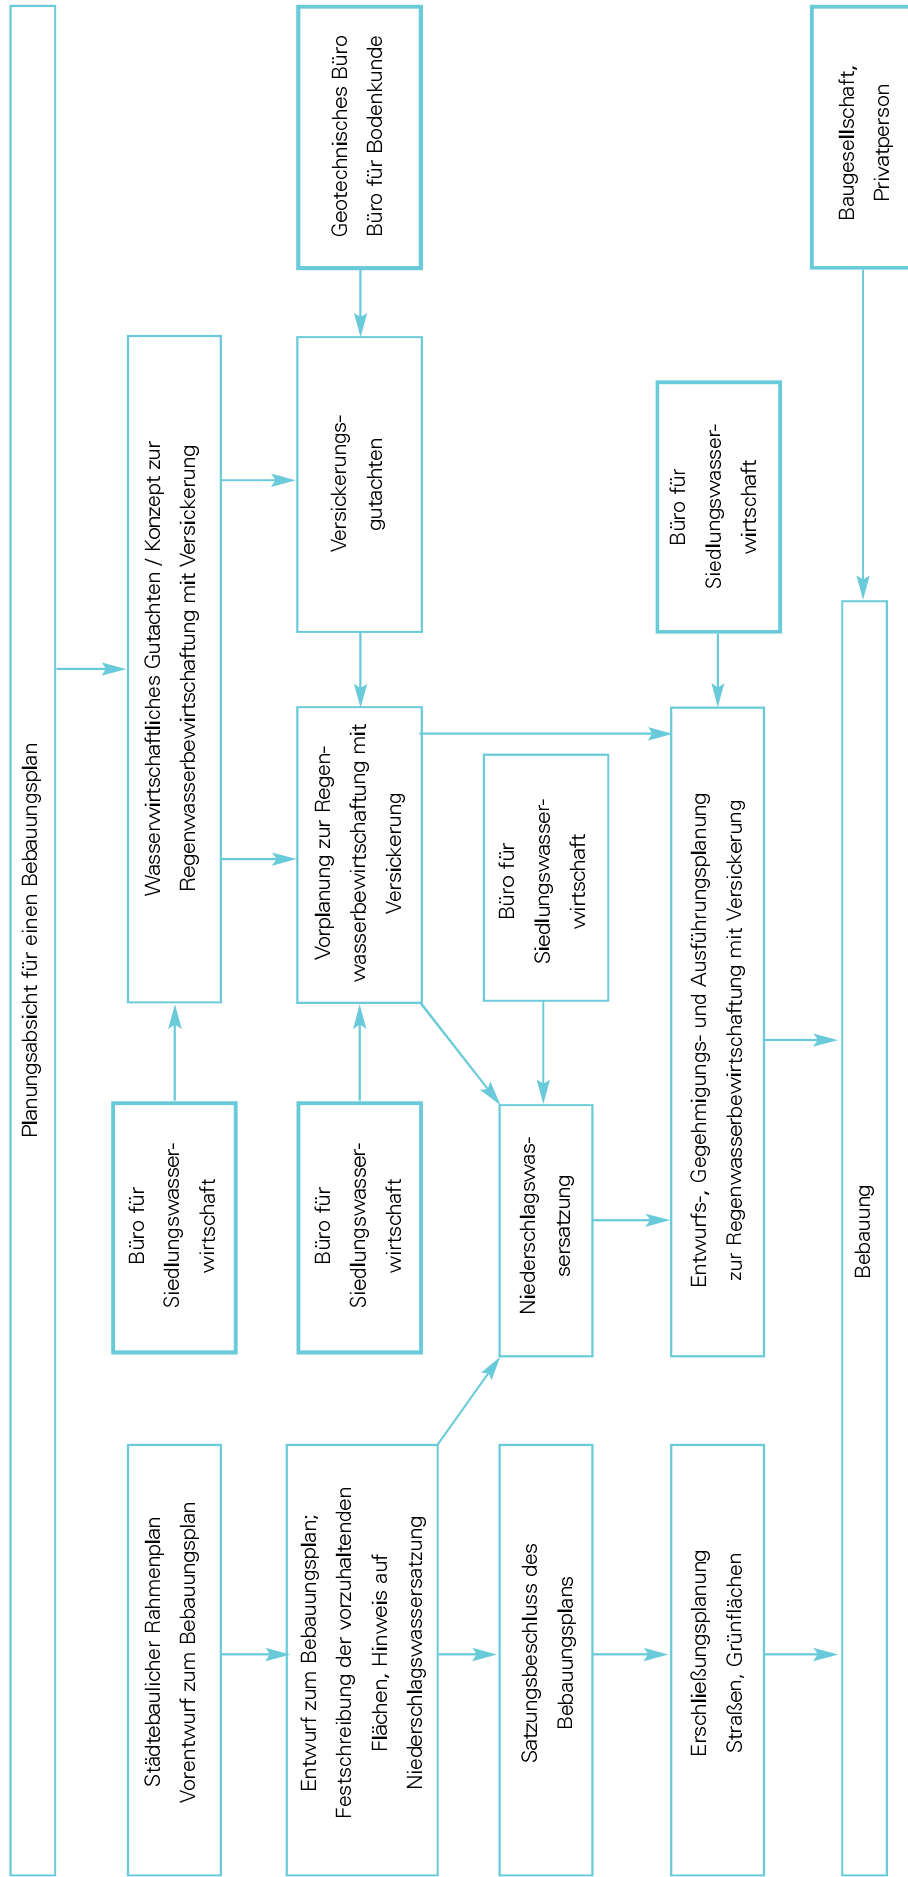 Planungsabsicht für einen Bebauungsplan
Städtebaulicher Rahmenplan
Vorentwurf zum Bebauungsplan
Büro für
Siedlungswasser-
wirtschaft
Wasserwirtschaftliches Gutachten / Konzept zur
Regenwasserbewirtschaftung mit Versickerung
Entwurf zum Bebauungsplan;
Festschreibung der vorzuhaltenden
Flächen, Hinweis auf
Niederschlagswassersatzung
Büro für
Siedlungswasser-
wirtschaft
Vorplanung zur Regen-
wasserbewirtschaftung mit
Versickerung
Versickerungs-
gutachten
Geotechnisches Büro
Büro für Bodenkunde
Satzungsbeschluss des
Bebauungsplans
Niederschlagswas-
sersatzung
Büro für
Siedlungswasser-
wirtschaft
Erschließungsplanung
Straßen, Grünflächen
Entwurfs-, Gegehmigungs- und Ausführungsplanung
zur Regenwasserbewirtschaftung mit Versickerung
Büro für
Siedlungswasser-
wirtschaft
Bebauung
Baugesellschaft,
Privatperson